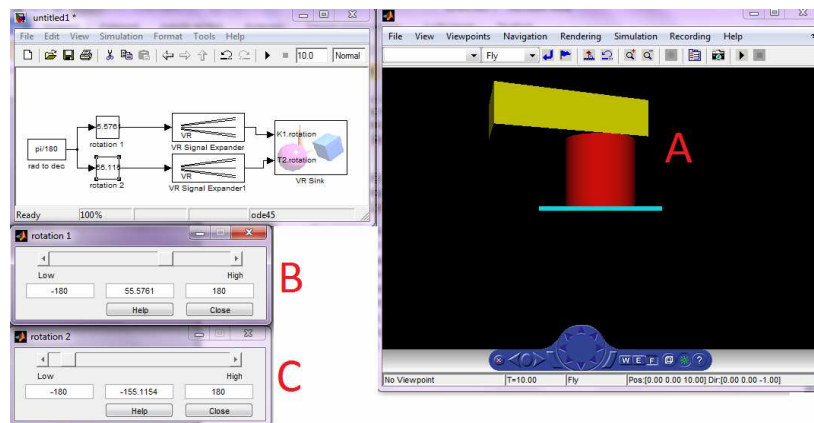 untitled1 *
File Edit View Simulation Format Tools Help
10.0 Normal
pi/180
rad to dec
5.5761
rotation 1
55.115
rotation 2
VR
VR Signal Expander
VR
VR Signal Expander1
K1.rotation
T2.rotation
VR Sink
Ready 100% ode45
rotation 1
Low High
-180 55.5761 180
Help Close
B
rotation 2
Low High
-180 -155.1154 180
Help Close
C
File View Viewpoints Navigation Rendering Simulation Recording Help
Fly
A
W E F ?
No Viewpoint T=10.00 Fly Pos:[0.00 0.00 10.00] Dir:[0.00 0.00 -1.00]